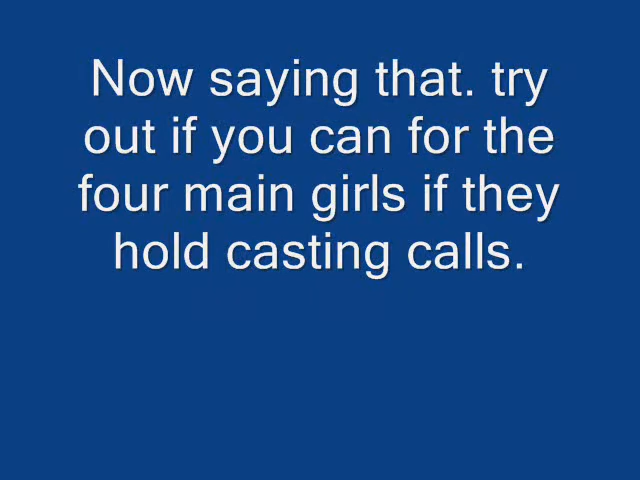 Now saying that. try
out if you can for the
four main girls if they
hold casting calls.